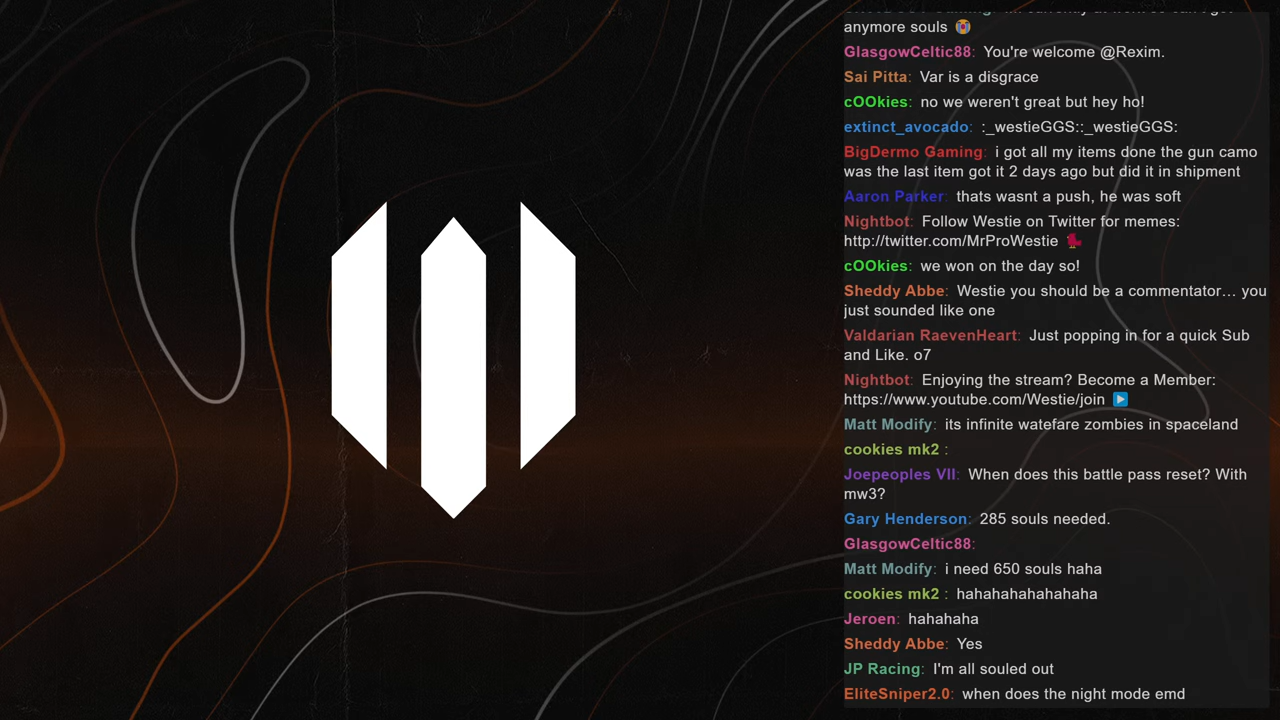 anymore souls
GlasgowCeltic88: You're welcome @Rexim.
Sai Pitta: Var is a disgrace
cOOkies: no we weren't great but hey ho!
extinct_avocado: :_westieGGS::_westieGGS:
BigDermo Gaming: i got all my items done the gun camo
was the last item got it 2 days ago but did it in shipment
Aaron Parker: thats wasnt a push, he was soft
Nightbot: Follow Westie on Twitter for memes:
http://twitter.com/MrProWestie
cOOkies: we won on the day so!
Sheddy Abbe: Westie you should be a commentator... you
just sounded like one
Valdarian RaevenHeart: Just popping in for a quick Sub
and Like. o7
Nightbot: Enjoying the stream? Become a Member:
https://www.youtube.com/Westie/join
Matt Modify: its infinite watefare zombies in spaceland
cookies mk2 :
Joepeoples VII: When does this battle pass reset? With
mw3?
Gary Henderson: 285 souls needed.
GlasgowCeltic88:
Matt Modify: i need 650 souls haha
cookies mk2 : hahahahahahahaha
Jeroen: hahahaha
Sheddy Abbe: Yes
JP Racing: I'm all souled out
EliteSniper2.0: when does the night mode emd